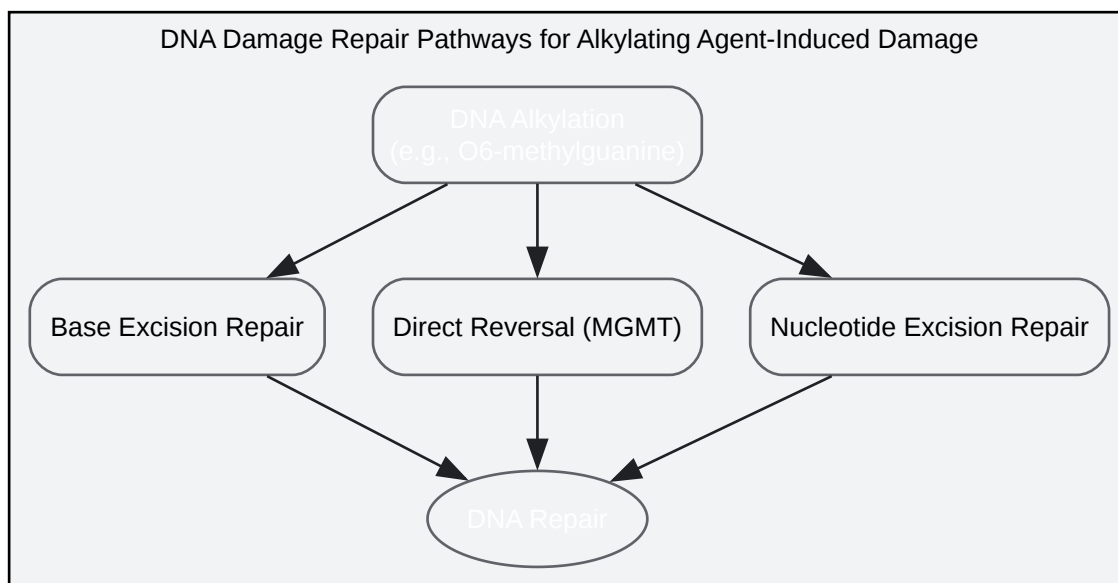 DNA Damage Repair Pathways for Alkylating Agent-Induced Damage
DNA Alkylation
(e.g., O6-methylguanine)
Base Excision Repair
Direct Reversal (MGMT)
Nucleotide Excision Repair
DNA Repair